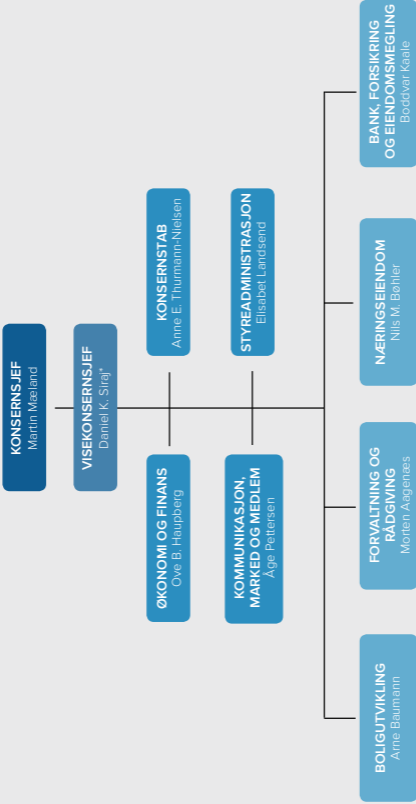 KONSERNSJEF
Martin Mæland
VISEKONSERNSJEF
Daniel K. Siraj*
ØKONOMI OG FINANS
Ove B. Haupberg
KONSERNSTAB
Anne E. Thurmann-Nielsen
KOMMUNIKASJON,
MARKED OG MEDLEM
Åge Pettersen
STYREADMINISTRASJON
Elisabet Landsend
BOLIGUTVIKLING
Arne Baumann
FORVALTNING OG
RÅDGIVING
Morten Aagenæs
NÆRINGSEIENDOM
Nils M. Bøhler
BANK, FORSIKRING
OG EIENDOMSMEGLING
Boddvar Kaale